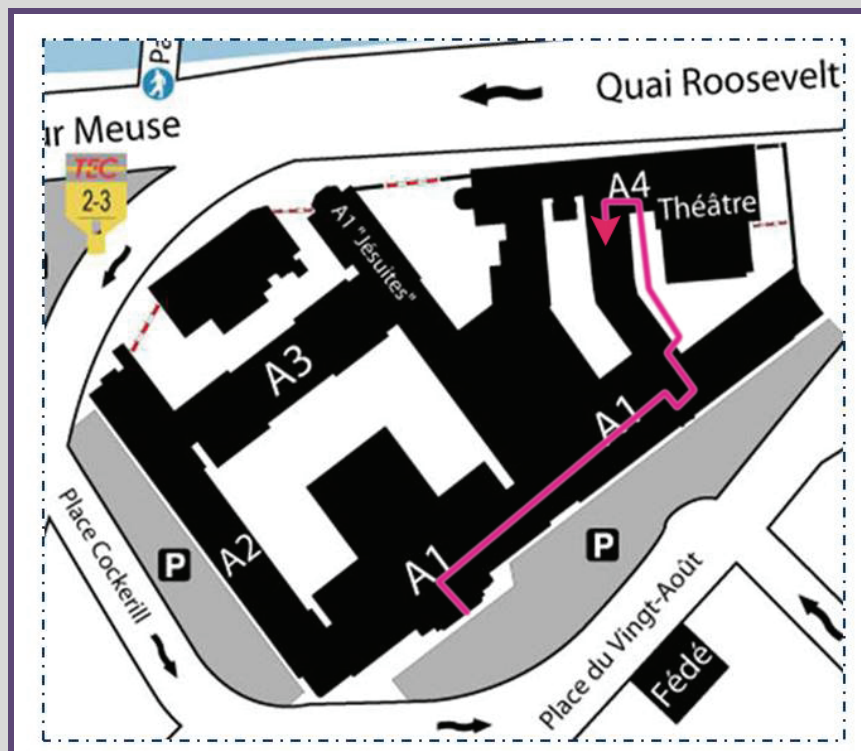 Quai Roosevelt
ur Meuse
TEC
2-3
A4
Théâtre
A1 "Jésuites"
A3
A1
A2
A1
P
P
Place Cockerill
Place du Vingt-Août
Fédé